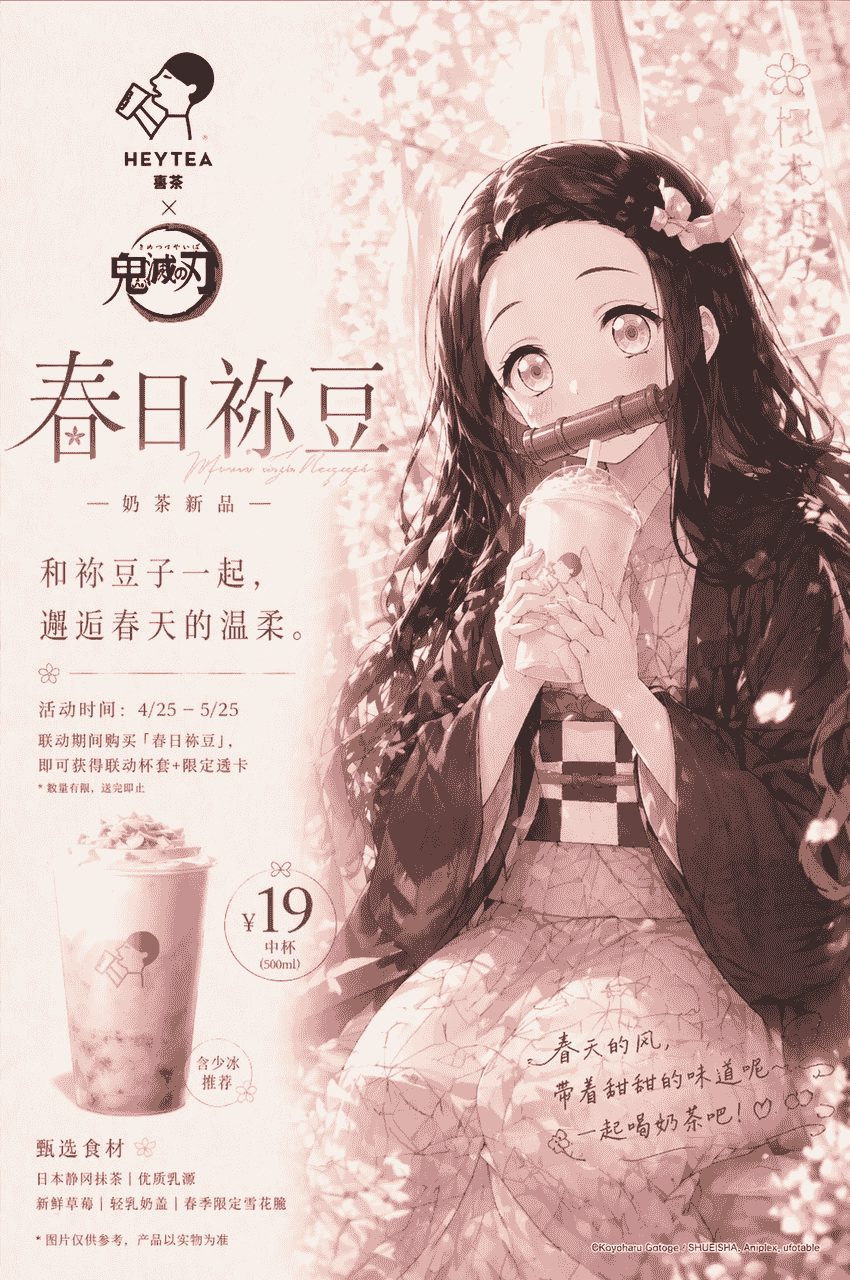 HEYTEA
喜茶
×
きめつのやいば
鬼滅の刃
春日祢豆
— 奶茶新品 —
和祢豆子一起，
邂逅春天的温柔。
活动时间：4/25 – 5/25
联动期间购买「春日祢豆」，
即可获得联动杯套+限定透卡
* 数量有限，送完即止
¥19
中杯
(500ml)
含少冰
推荐
甄选食材
日本静冈抹茶 | 优质乳源
新鲜草莓 | 轻乳奶盖 | 春季限定雪花脆
* 图片仅供参考，产品以实物为准
春天的风，
带着甜甜的味道呢~
一起喝奶茶吧！♡
©Koyoharu Gotoge / SHUEISHA, Aniplex, ufotable